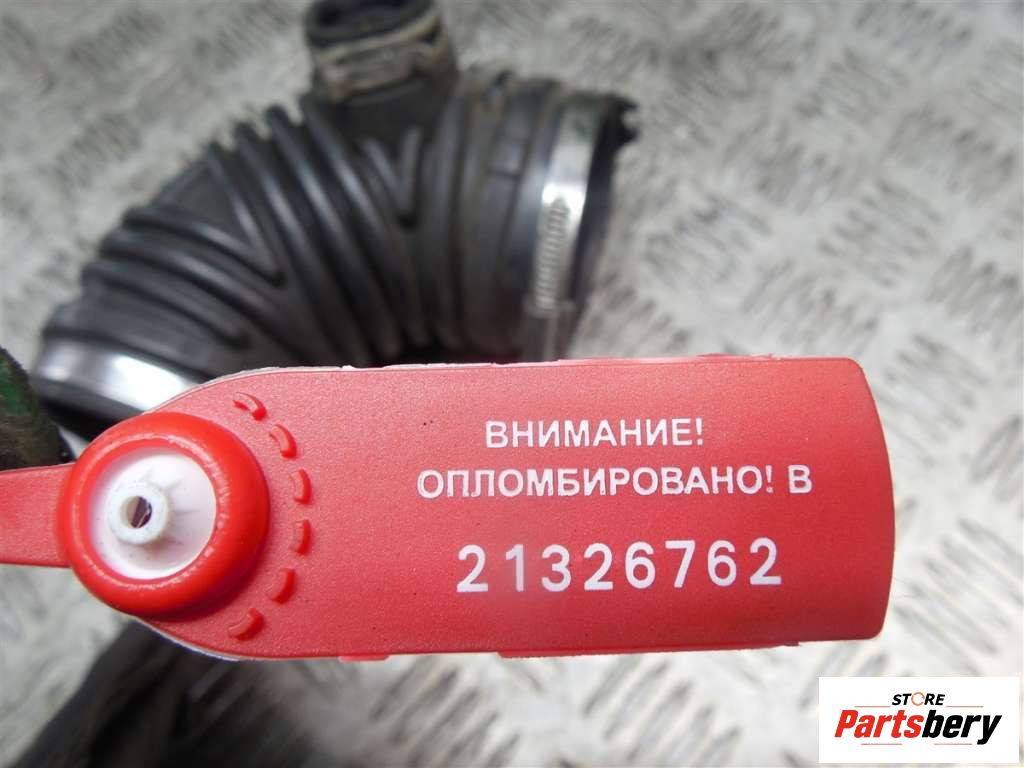 ВНИМАНИЕ!
ОПЛОМБИРОВАНО! В
21326762
STORE
Partsbery